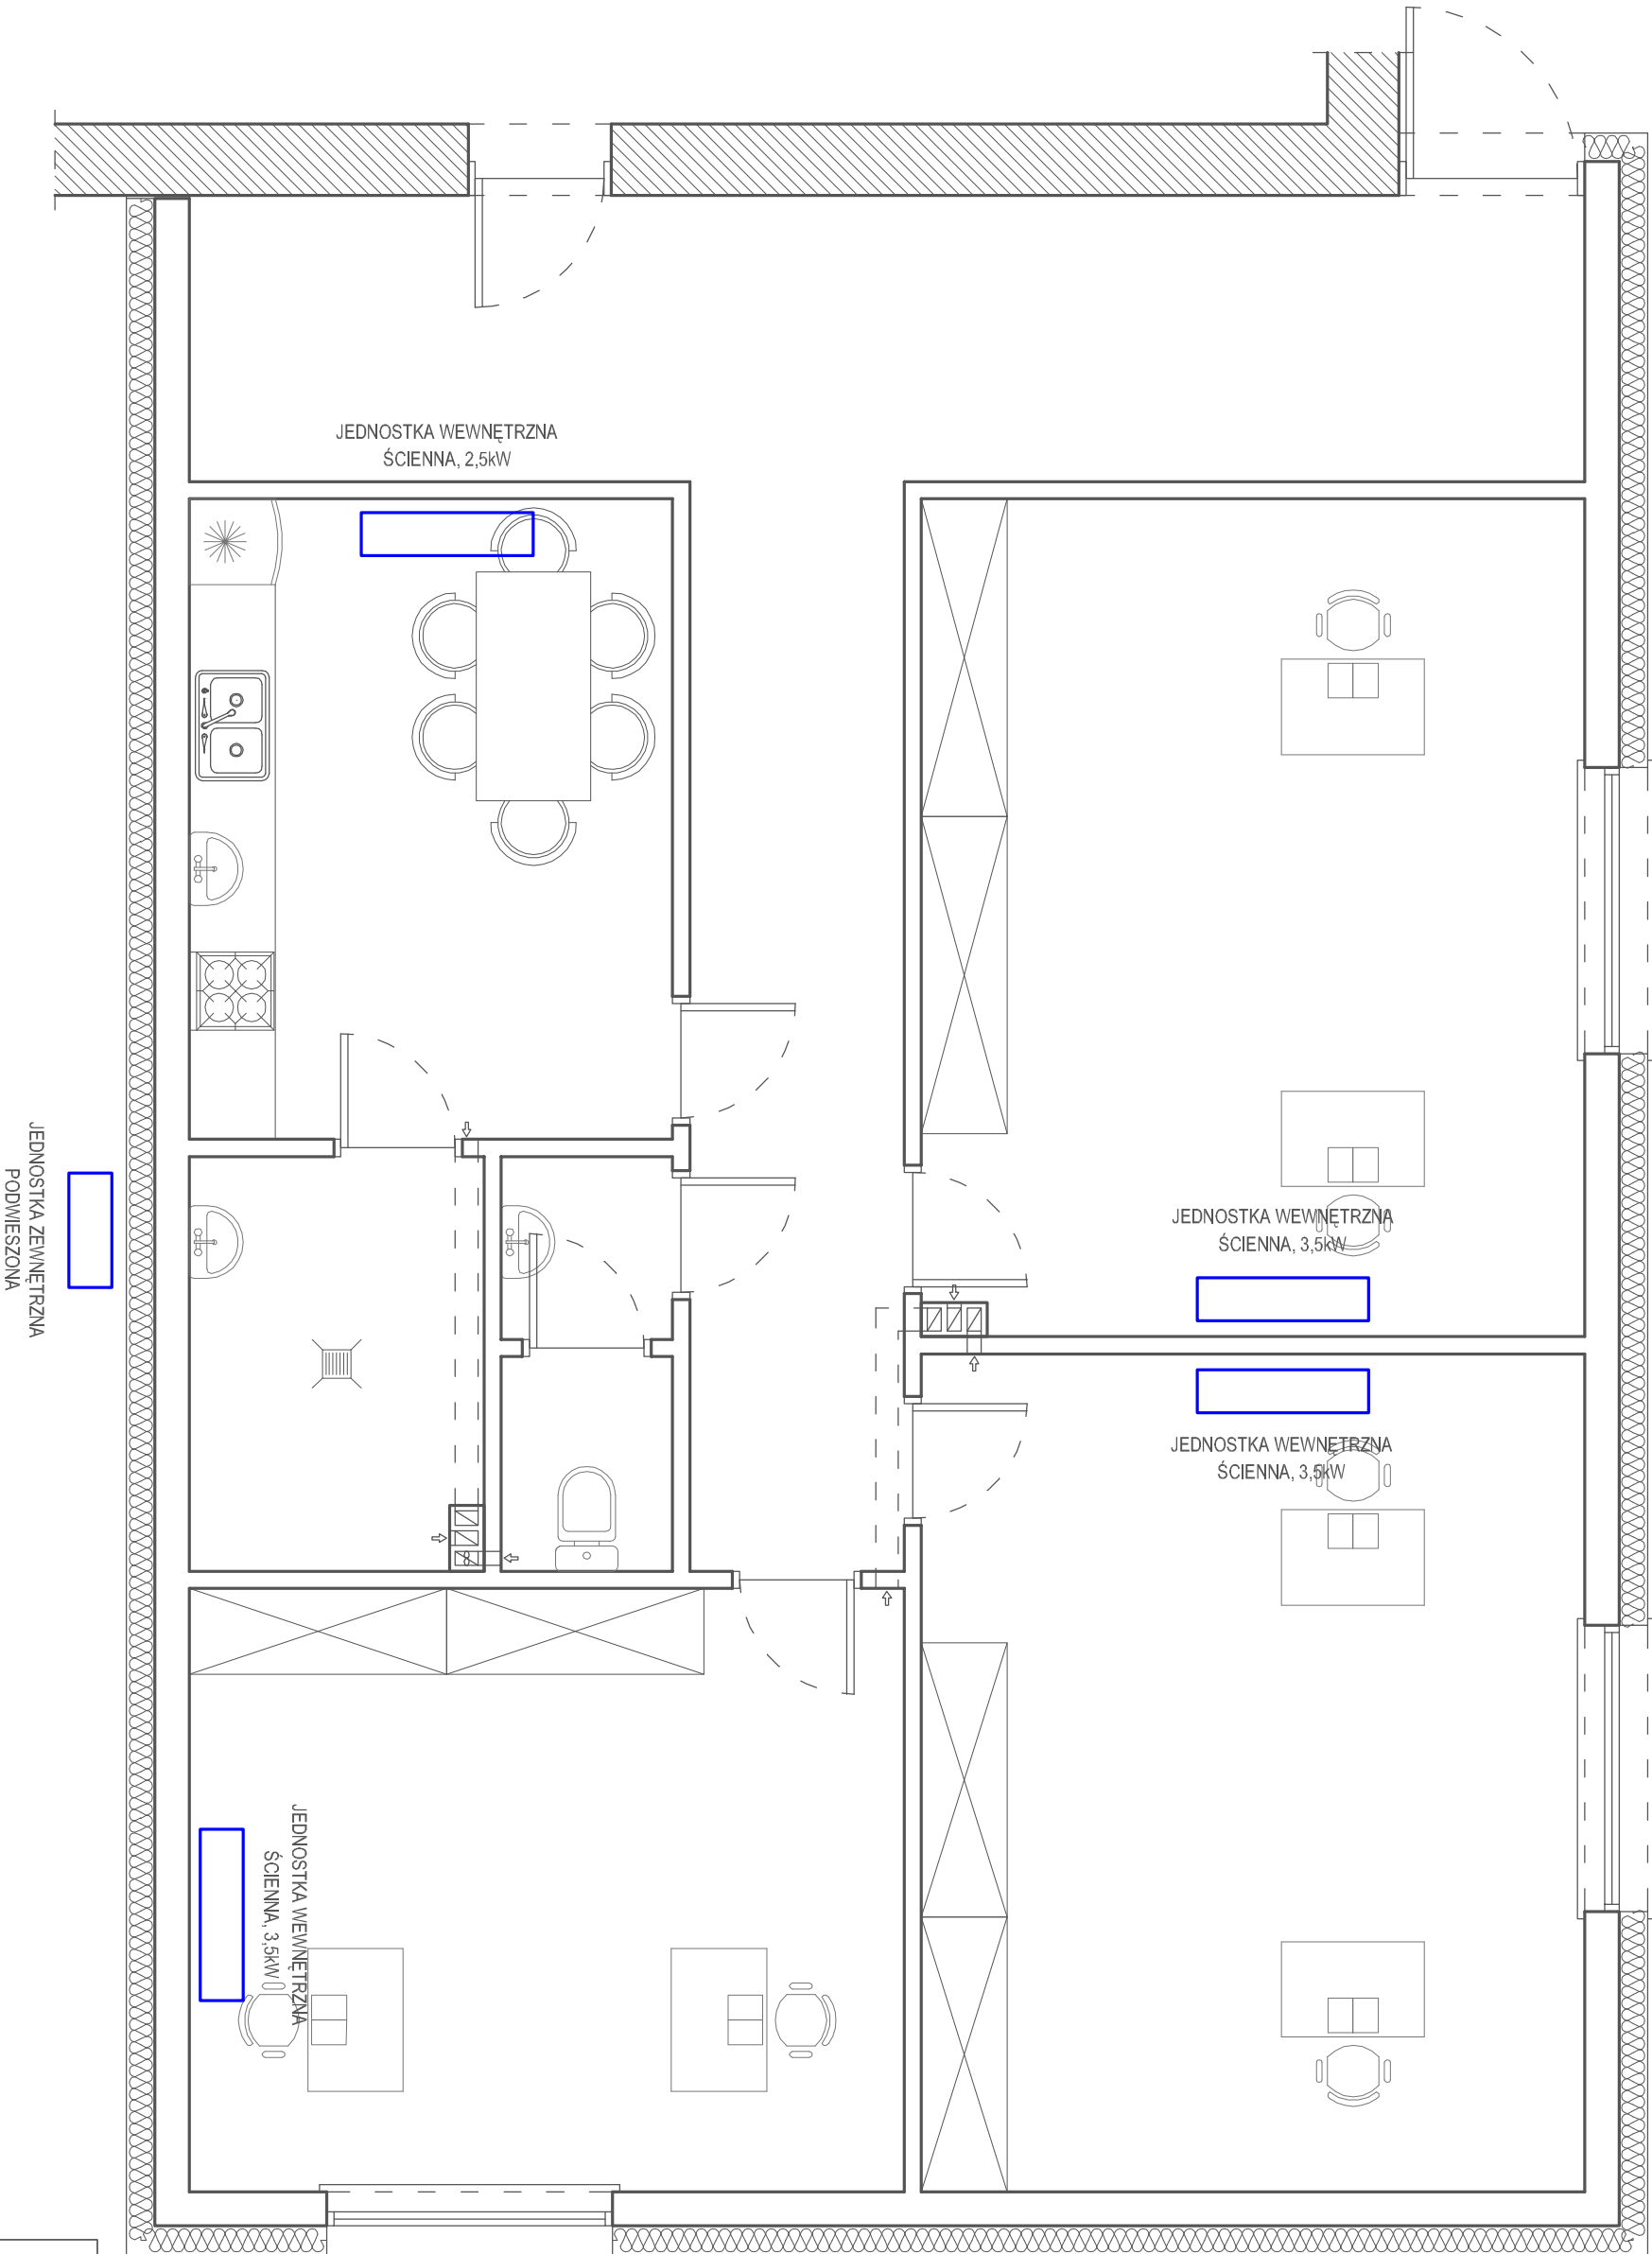 JEDNOSTKA WEWNĘTRZNA
ŚCIENNA, 2,5kW
JEDNOSTKA WEWNĘTRZNA
ŚCIENNA, 3,5kW
JEDNOSTKA ZEWNĘTRZNA
PODWIESZONA
JEDNOSTKA WEWNĘTRZNA
ŚCIENNA, 3,5kW
JEDNOSTKA WEWNĘTRZNA
ŚCIENNA, 3,5kW